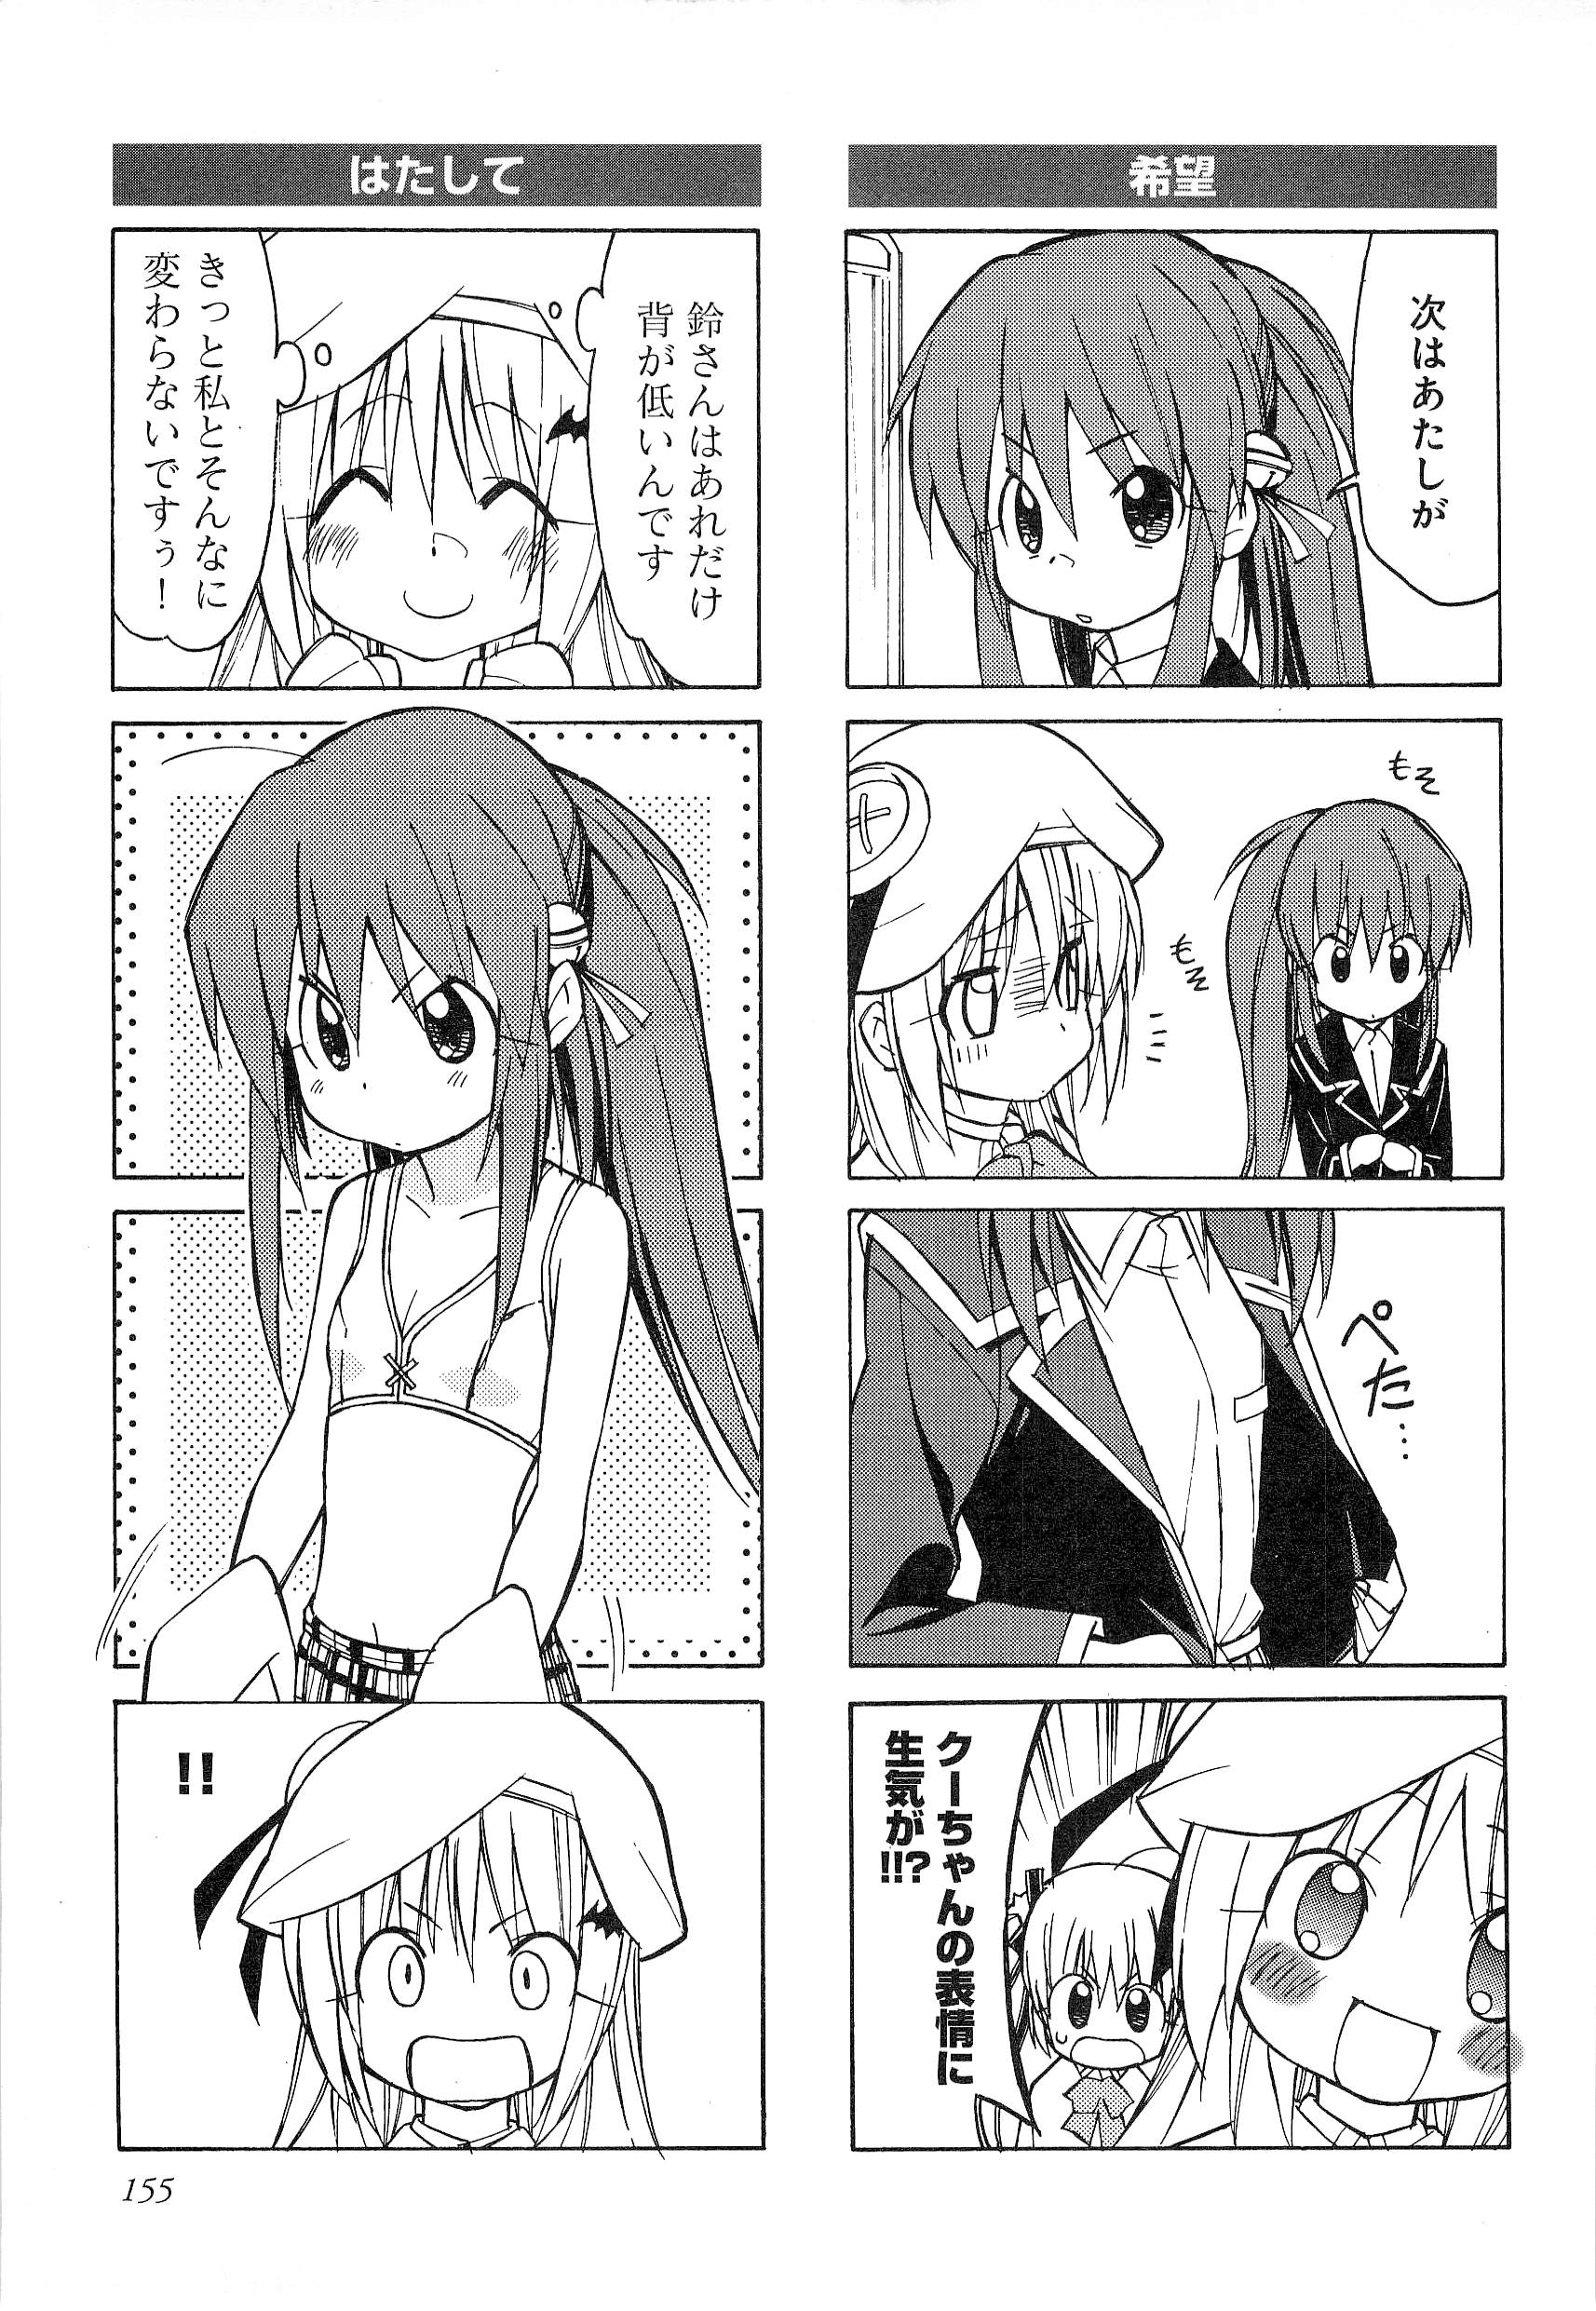 希望
次はあたしが
もそ
もそ
ぺた…
クーちゃんの表情に
生気が!!?
はたして
鈴さんはあれだけ
背が低いんです
きっと私とそんなに
変わらないですぅ！
!!
155